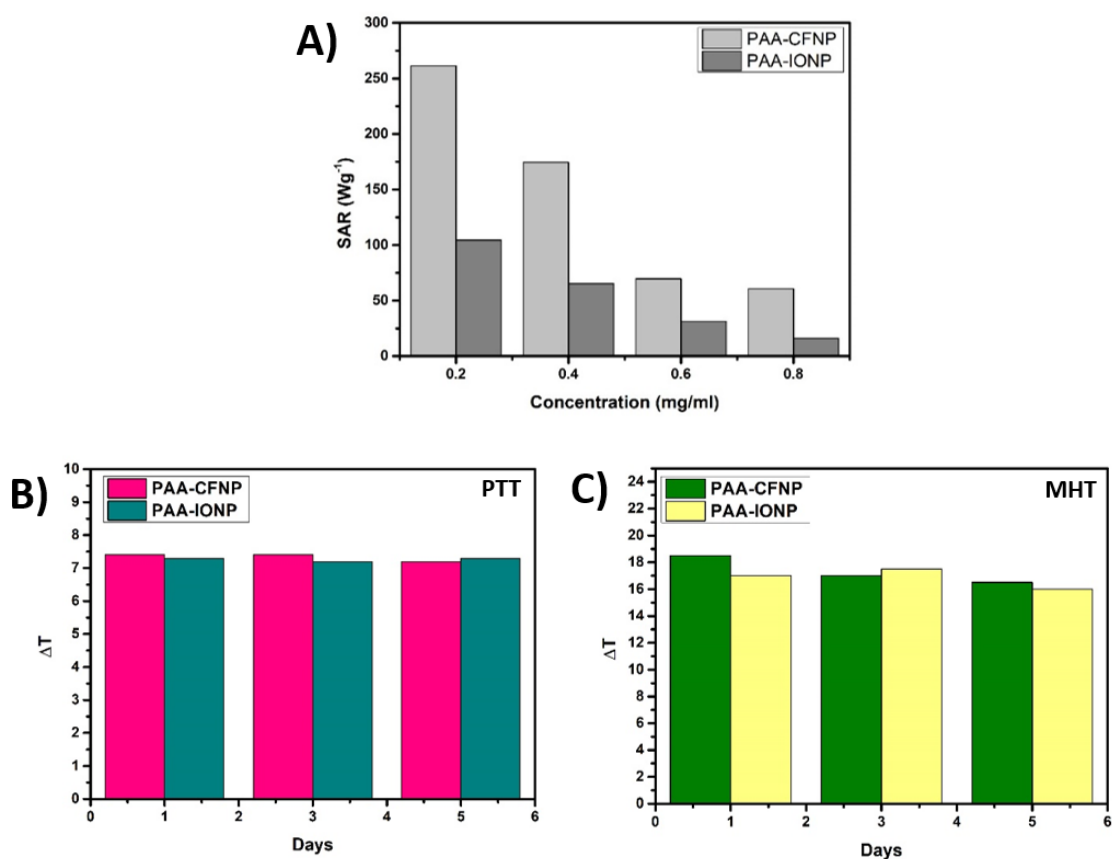 A)
300
250
200
150
100
50
0
SAR (Wg⁻¹)
PAA-CFNP
PAA-IONP
0.2 0.4 0.6 0.8
Concentration (mg/ml)
B)
10
9
8
7
6
5
4
3
2
1
0
ΔT
PAA-CFNP
PAA-IONP
PTT
0 1 2 3 4 5 6
Days
C)
24
22
20
18
16
14
12
10
8
6
4
2
0
ΔT
PAA-CFNP
PAA-IONP
MHT
0 1 2 3 4 5 6
Days